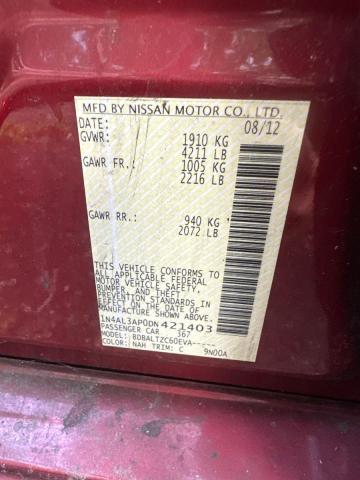 MFD BY NISSAN MOTOR CO., LTD.
DATE: 08/12
GVWR: 1910 KG
4211 LB
GAWR FR.: 1005 KG
2216 LB
GAWR RR.: 940 KG
2072 LB
THIS VEHICLE CONFORMS TO
ALL APPLICABLE FEDERAL
MOTOR VEHICLE SAFETY,
BUMPER, AND THEFT
PREVENTION STANDARDS
IN EFFECT ON THE DATE OF
MANUFACTURE SHOWN ABOVE.
1N4AL3AP0DN421403
PASSENGER CAR 367
MODEL: BDBALTZC60EVA-----
COLOR: NAH TRIM: C 9N00A